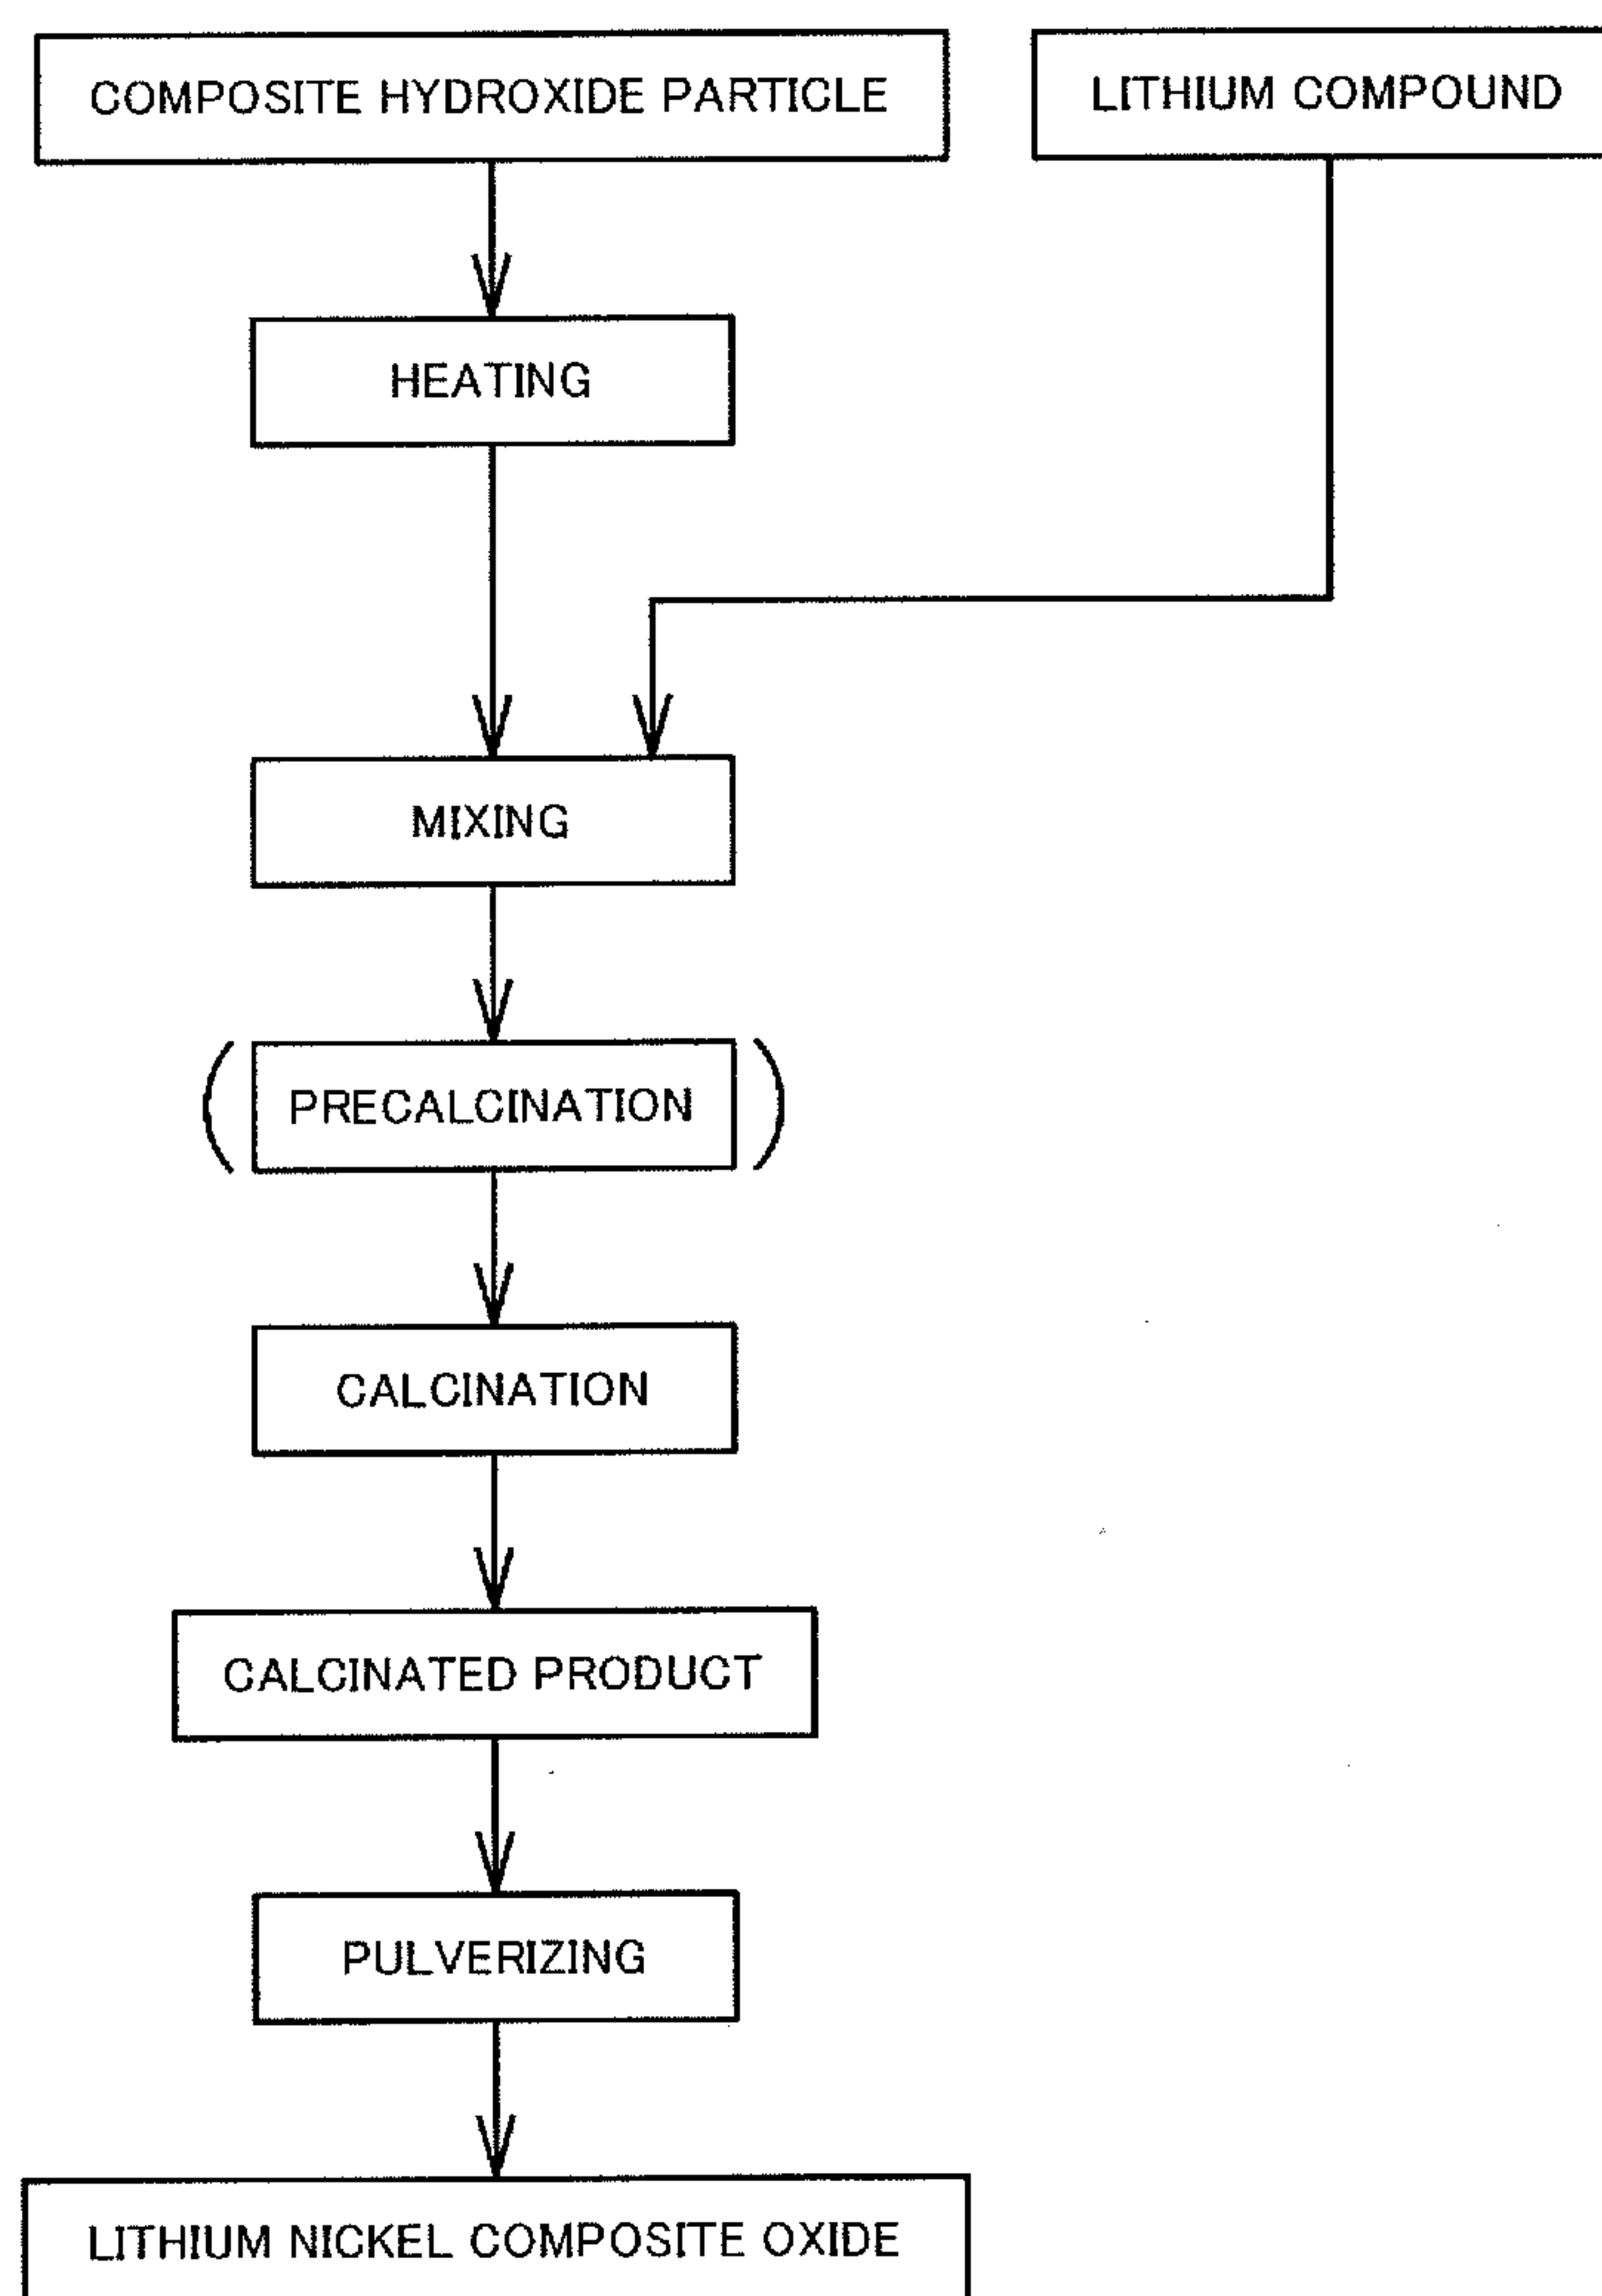 COMPOSITE HYDROXIDE PARTICLE
LITHIUM COMPOUND
HEATING
MIXING
( PRECALCINATION )
CALCINATION
CALCINATED PRODUCT
PULVERIZING
LITHIUM NICKEL COMPOSITE OXIDE